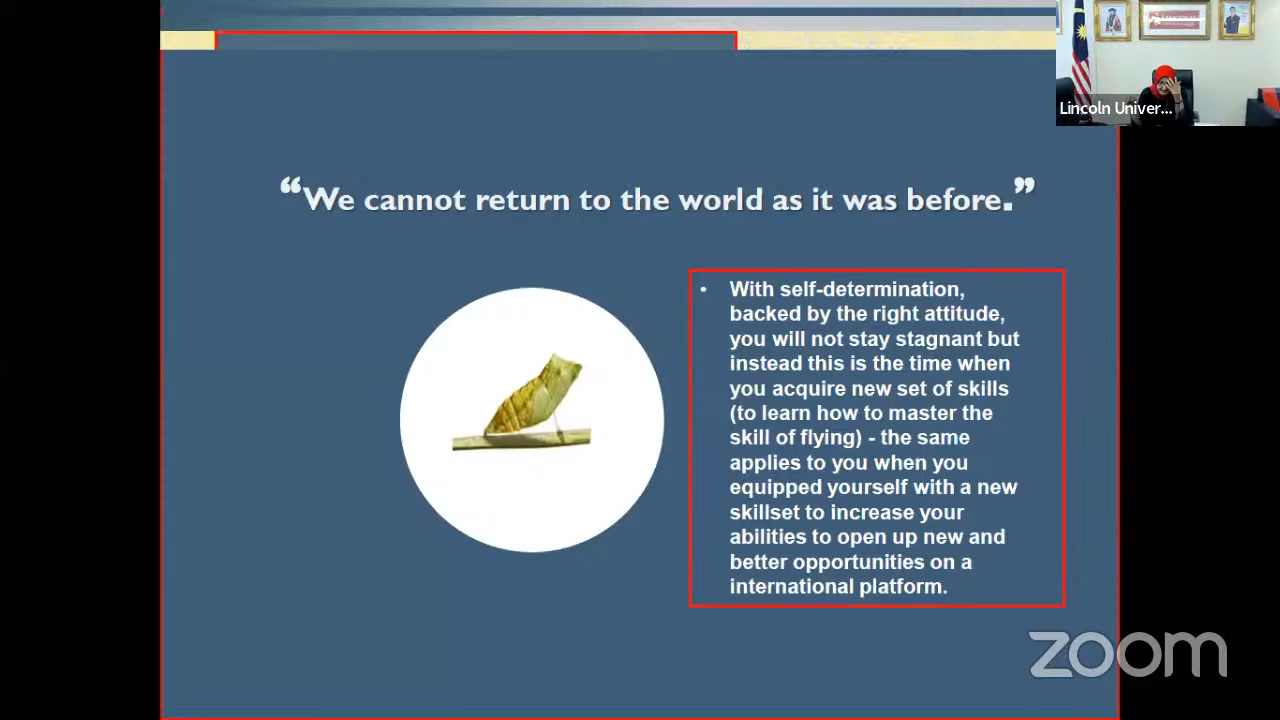 Lincoln Univer...
“We cannot return to the world as it was before.”
• With self-determination,
backed by the right attitude,
you will not stay stagnant but
instead this is the time when
you acquire new set of skills
(to learn how to master the
skill of flying) - the same
applies to you when you
equipped yourself with a new
skillset to increase your
abilities to open up new and
better opportunities on a
international platform.
zoom